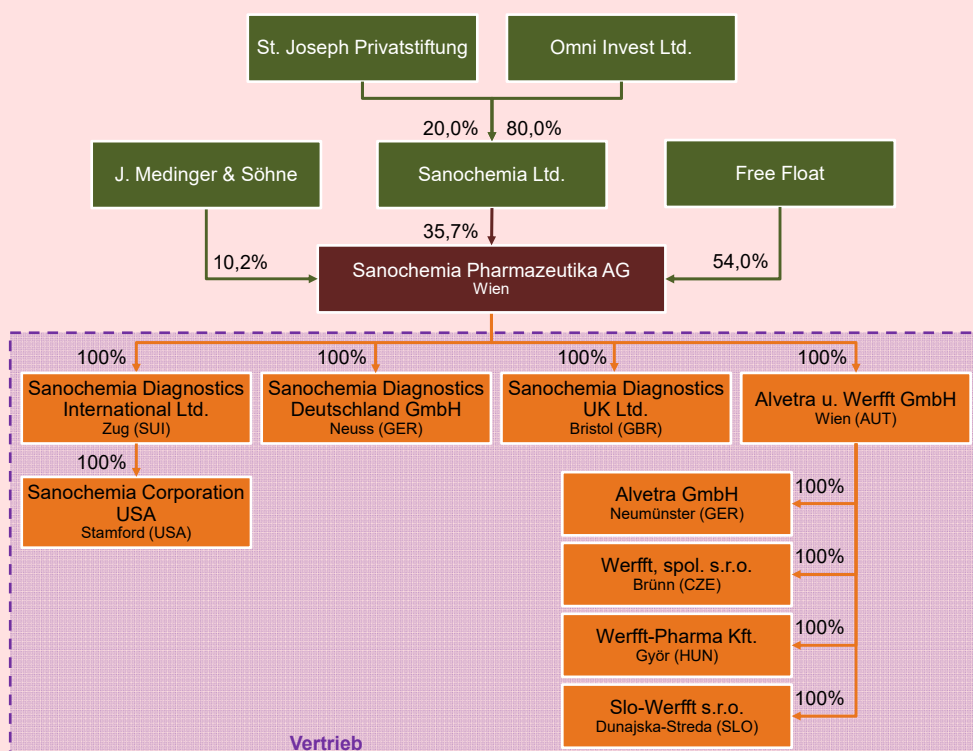 St. Joseph Privatstiftung
Omni Invest Ltd.
20,0%
80,0%
J. Medinger & Söhne
Sanochemia Ltd.
Free Float
35,7%
10,2%
54,0%
Sanochemia Pharmazeutika AG
Wien
100%
100%
100%
100%
Sanochemia Diagnostics
International Ltd.
Zug (SUI)
Sanochemia Diagnostics
Deutschland GmbH
Neuss (GER)
Sanochemia Diagnostics
UK Ltd.
Bristol (GBR)
Alvetra u. Werfft GmbH
Wien (AUT)
100%
Sanochemia Corporation
USA
Stamford (USA)
Alvetra GmbH
Neumünster (GER)
100%
Werfft, spol. s.r.o.
Brünn (CZE)
100%
Werfft-Pharma Kft.
Györ (HUN)
100%
Slo-Werfft s.r.o.
Dunajska-Streda (SLO)
100%
Vertrieb